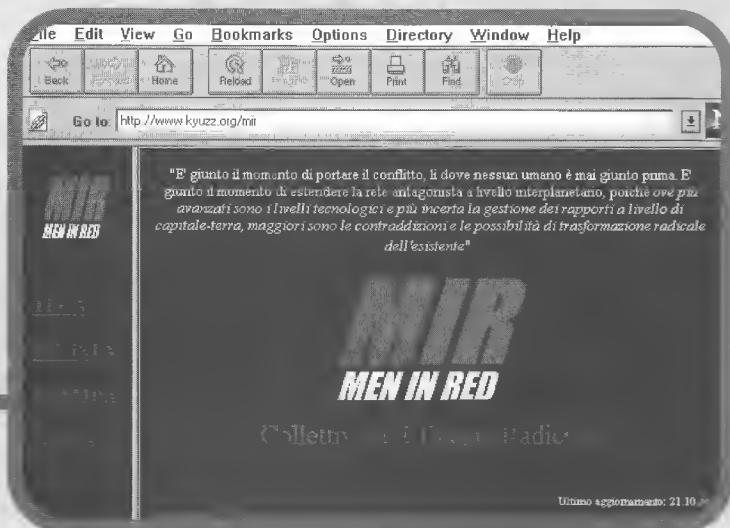 File Edit View Go Bookmarks Options Directory Window Help
Back Home Reload Open Print Find
Go to: http://www.kyuzz.org/mir
"E' giunto il momento di portare il conflitto, lì dove nessun umano è mai giunto prima. E'
giunto il momento di estendere la rete antagonista a livello interplanetario, poiché ove più
avanzati sono i livelli tecnologici e più incerta la gestione dei rapporti a livello di
capitale-terra, maggiori sono le contraddizioni e le possibilità di trasformazione radicale
dell'esistente"
MIR
MEN IN RED
MIR
MEN IN RED
Ultimo aggiornamento: 21.10